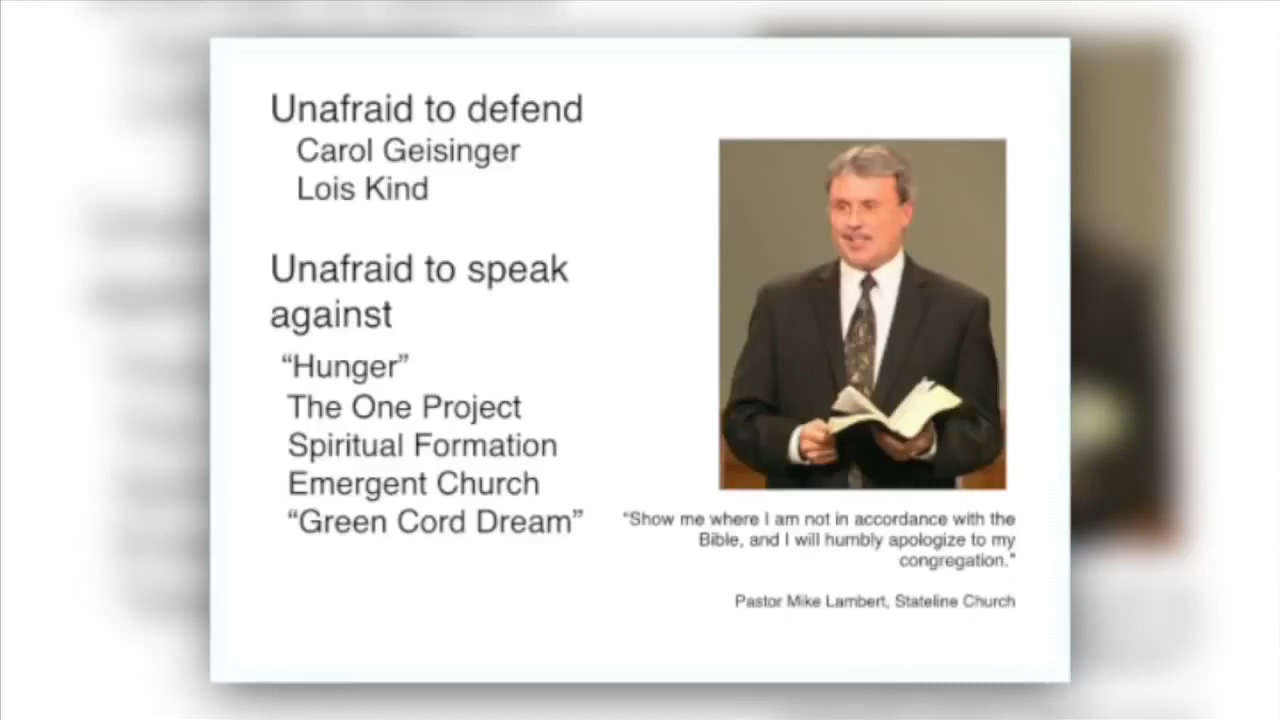 Unafraid to defend
Carol Geisinger
Lois Kind
Unafraid to speak
against
“Hunger”
The One Project
Spiritual Formation
Emergent Church
“Green Cord Dream”
“Show me where I am not in accordance with the
Bible, and I will humbly apologize to my
congregation.”
Pastor Mike Lambert, Stateline Church